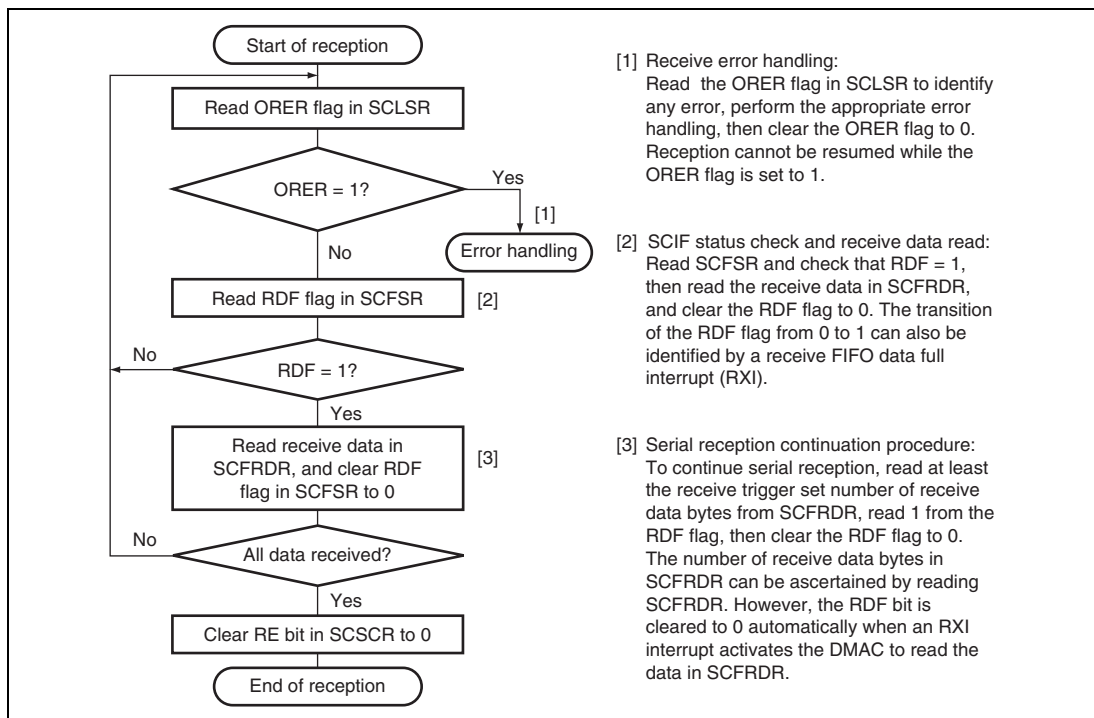 Start of reception
Read ORER flag in SCLSR
ORER = 1?
Yes
[1]
Error handling
No
Read RDF flag in SCFSR
[2]
No
RDF = 1?
Yes
Read receive data in
SCFRDR, and clear RDF
flag in SCFSR to 0
[3]
No
All data received?
Yes
Clear RE bit in SCSCR to 0
End of reception
[1] Receive error handling:
Read the ORER flag in SCLSR to identify
any error, perform the appropriate error
handling, then clear the ORER flag to 0.
Reception cannot be resumed while the
ORER flag is set to 1.
[2] SCIF status check and receive data read:
Read SCFSR and check that RDF = 1,
then read the receive data in SCFRDR,
and clear the RDF flag to 0. The transition
of the RDF flag from 0 to 1 can also be
identified by a receive FIFO data full
interrupt (RXI).
[3] Serial reception continuation procedure:
To continue serial reception, read at least
the receive trigger set number of receive
data bytes from SCFRDR, read 1 from the
RDF flag, then clear the RDF flag to 0.
The number of receive data bytes in
SCFRDR can be ascertained by reading
SCFRDR. However, the RDF bit is
cleared to 0 automatically when an RXI
interrupt activates the DMAC to read the
data in SCFRDR.